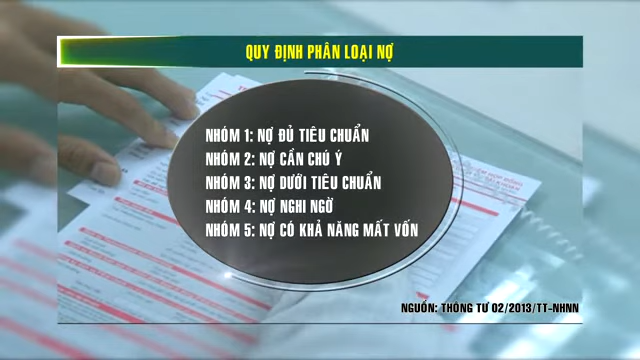 QUY ĐỊNH PHÂN LOẠI NỢ
NHÓM 1: NỢ ĐỦ TIÊU CHUẨN
NHÓM 2: NỢ CẦN CHÚ Ý
NHÓM 3: NỢ DƯỚI TIÊU CHUẨN
NHÓM 4: NỢ NGHI NGỜ
NHÓM 5: NỢ CÓ KHẢ NĂNG MẤT VỐN
NGUỒN: THÔNG TƯ 02/2013/TT-NHNN